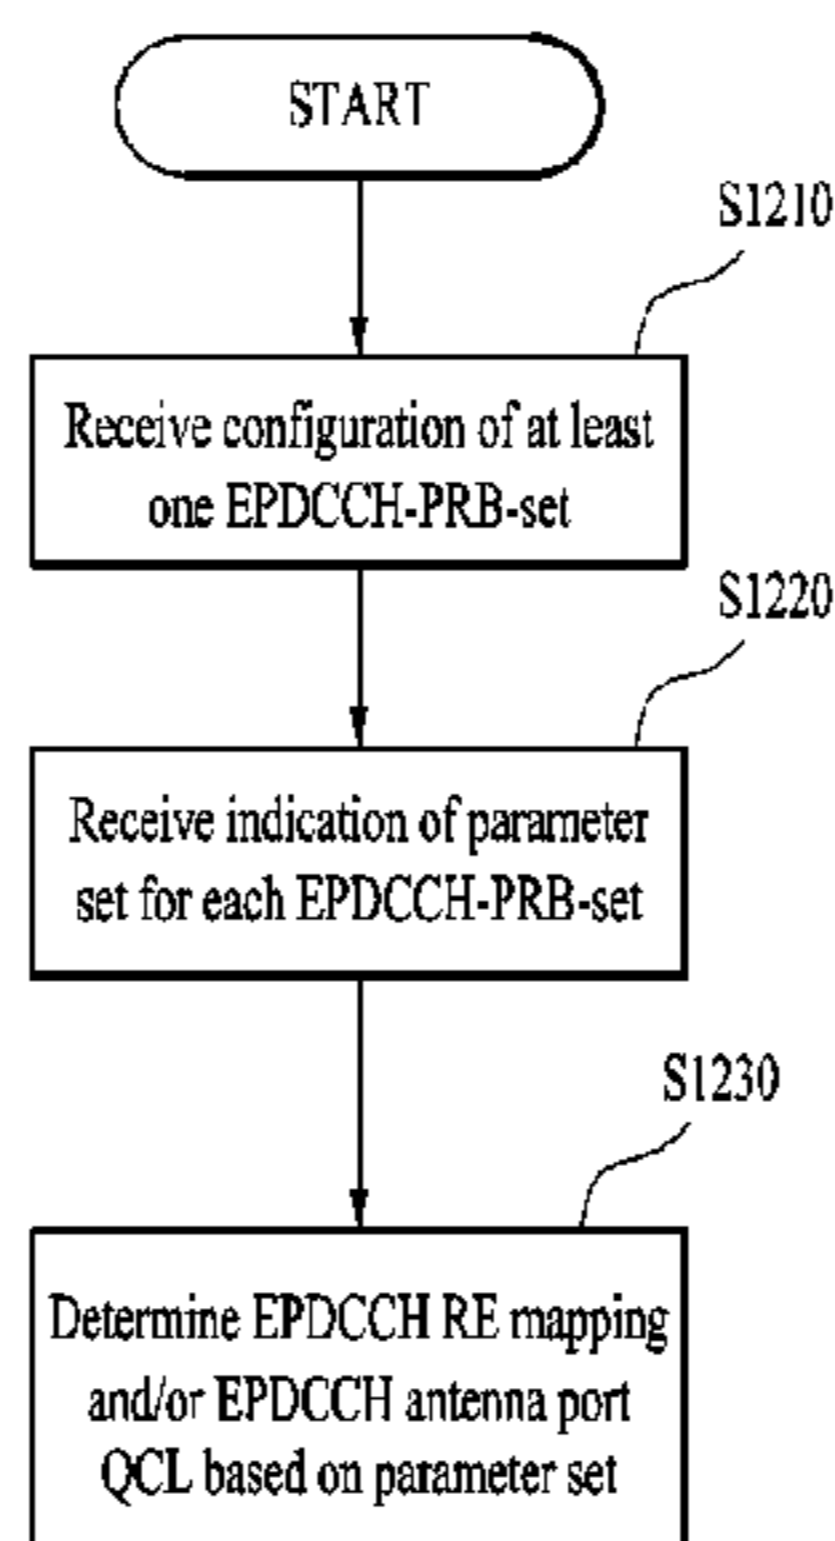 START
S1210
Receive configuration of at least
one EPDCCH-PRB-set
S1220
Receive indication of parameter
set for each EPDCCH-PRB-set
S1230
Determine EPDCCH RE mapping
and/or EPDCCH antenna port
QCL based on parameter set